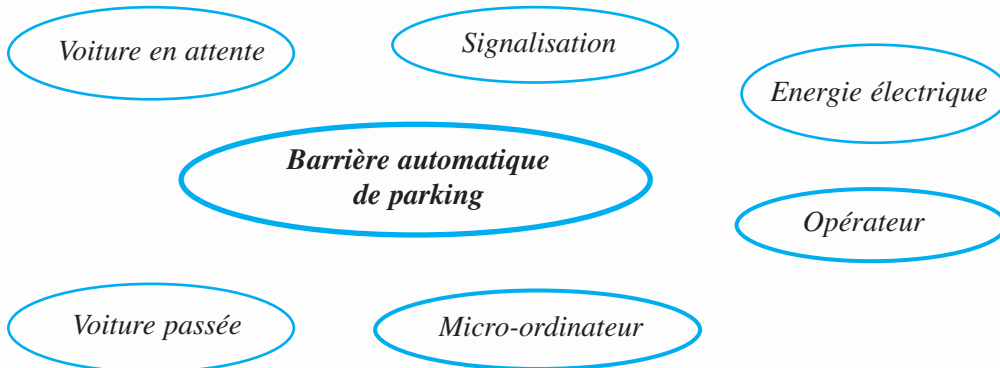 Voiture en attente
Signalisation
Energie électrique
Barrière automatique
de parking
Opérateur
Voiture passée
Micro-ordinateur